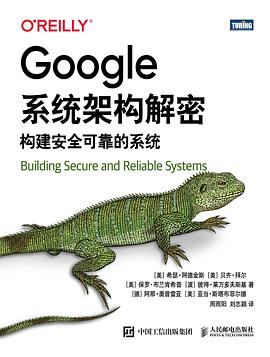 O'REILLY®
TURING
Google
系统架构解密
构建安全可靠的系统
Building Secure and Reliable Systems
[美] 希瑟·阿德金斯 [美] 贝齐·拜尔
[美] 保罗·布兰肯希普 [波] 彼得·莱万多夫斯基 著
[德] 阿那·奥普雷亚 [美] 亚当·斯塔布菲尔德
周雨阳 刘志颖 译
中国工信出版集团
人民邮电出版社
POSTS & TELECOM PRESS